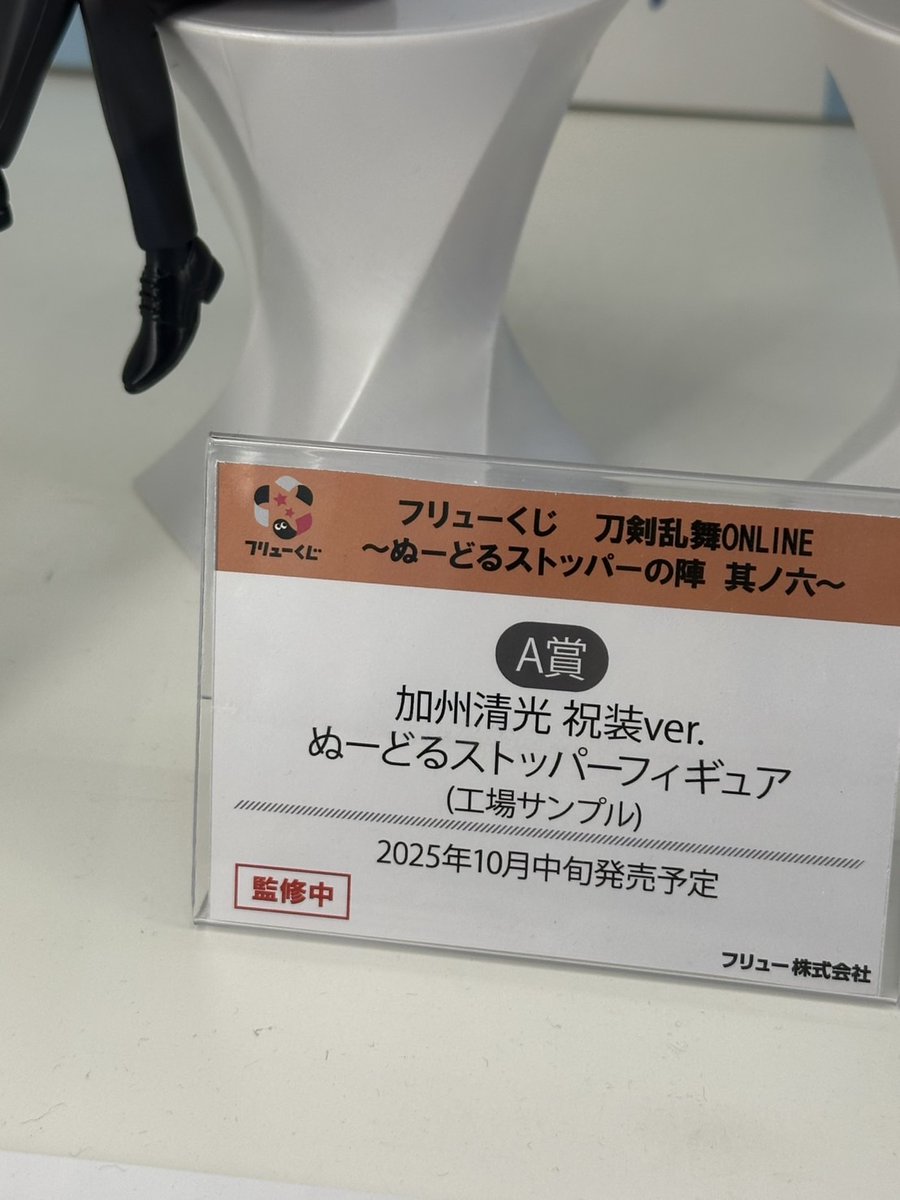 フリューくじ
フリューくじ 刀剣乱舞ONLINE
～ぬーどるストッパーの陣 其ノ六～
A賞
加州清光 祝装ver.
ぬーどるストッパーフィギュア
(工場サンプル)
2025年10月中旬発売予定
監修中
フリュー株式会社